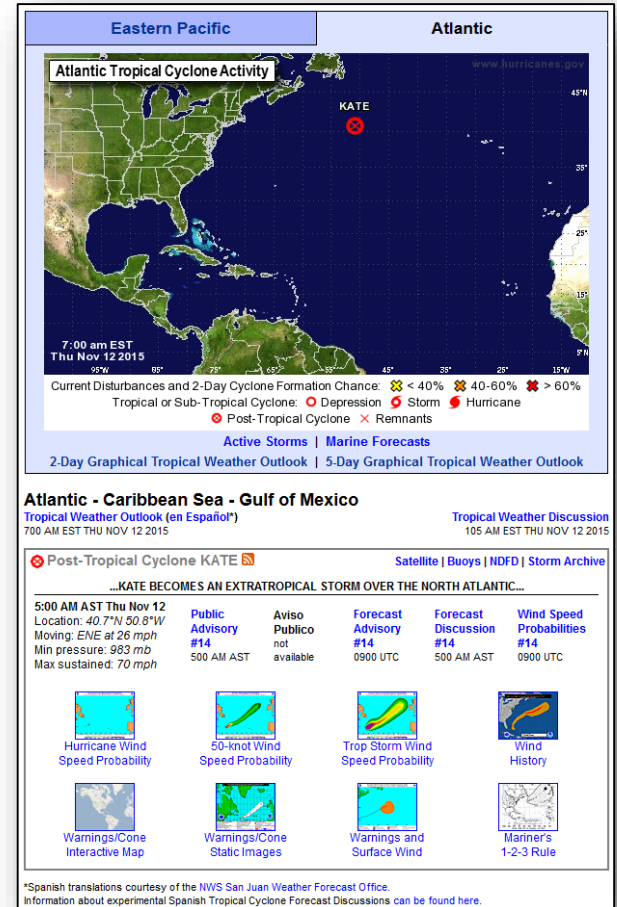 Eastern Pacific
Atlantic
Atlantic Tropical Cyclone Activity
www.hurricanes.gov
45°N
KATE
35°
25°
15°
7:00 am EST
Thu Nov 12 2015
5°N
95°W
85°
75°
65°
55°
45°
35°
25°
15°W
Current Disturbances and 2-Day Cyclone Formation Chance: < 40% 40-60% > 60%
Tropical or Sub-Tropical Cyclone: Depression Storm Hurricane
Post-Tropical Cyclone Remnants
Active Storms | Marine Forecasts
2-Day Graphical Tropical Weather Outlook | 5-Day Graphical Tropical Weather Outlook
Atlantic - Caribbean Sea - Gulf of Mexico
Tropical Weather Outlook (en Español*)
700 AM EST THU NOV 12 2015
Tropical Weather Discussion
105 AM EST THU NOV 12 2015
Post-Tropical Cyclone KATE
Satellite | Buoys | NDFD | Storm Archive
...KATE BECOMES AN EXTRATROPICAL STORM OVER THE NORTH ATLANTIC...
5:00 AM AST Thu Nov 12
Location: 40.7°N 50.8°W
Moving: ENE at 26 mph
Min pressure: 983 mb
Max sustained: 70 mph
Public
Advisory
#14
500 AM AST
Aviso
Publico
not
available
Forecast
Advisory
#14
0900 UTC
Forecast
Discussion
#14
500 AM AST
Wind Speed
Probabilities
#14
0900 UTC
Hurricane Wind
Speed Probability
50-knot Wind
Speed Probability
Trop Storm Wind
Speed Probability
Wind
History
Warnings/Cone
Interactive Map
Warnings/Cone
Static Images
Warnings and
Surface Wind
Mariner's
1-2-3 Rule
*Spanish translations courtesy of the NWS San Juan Weather Forecast Office.
Information about experimental Spanish Tropical Cyclone Forecast Discussions can be found here.